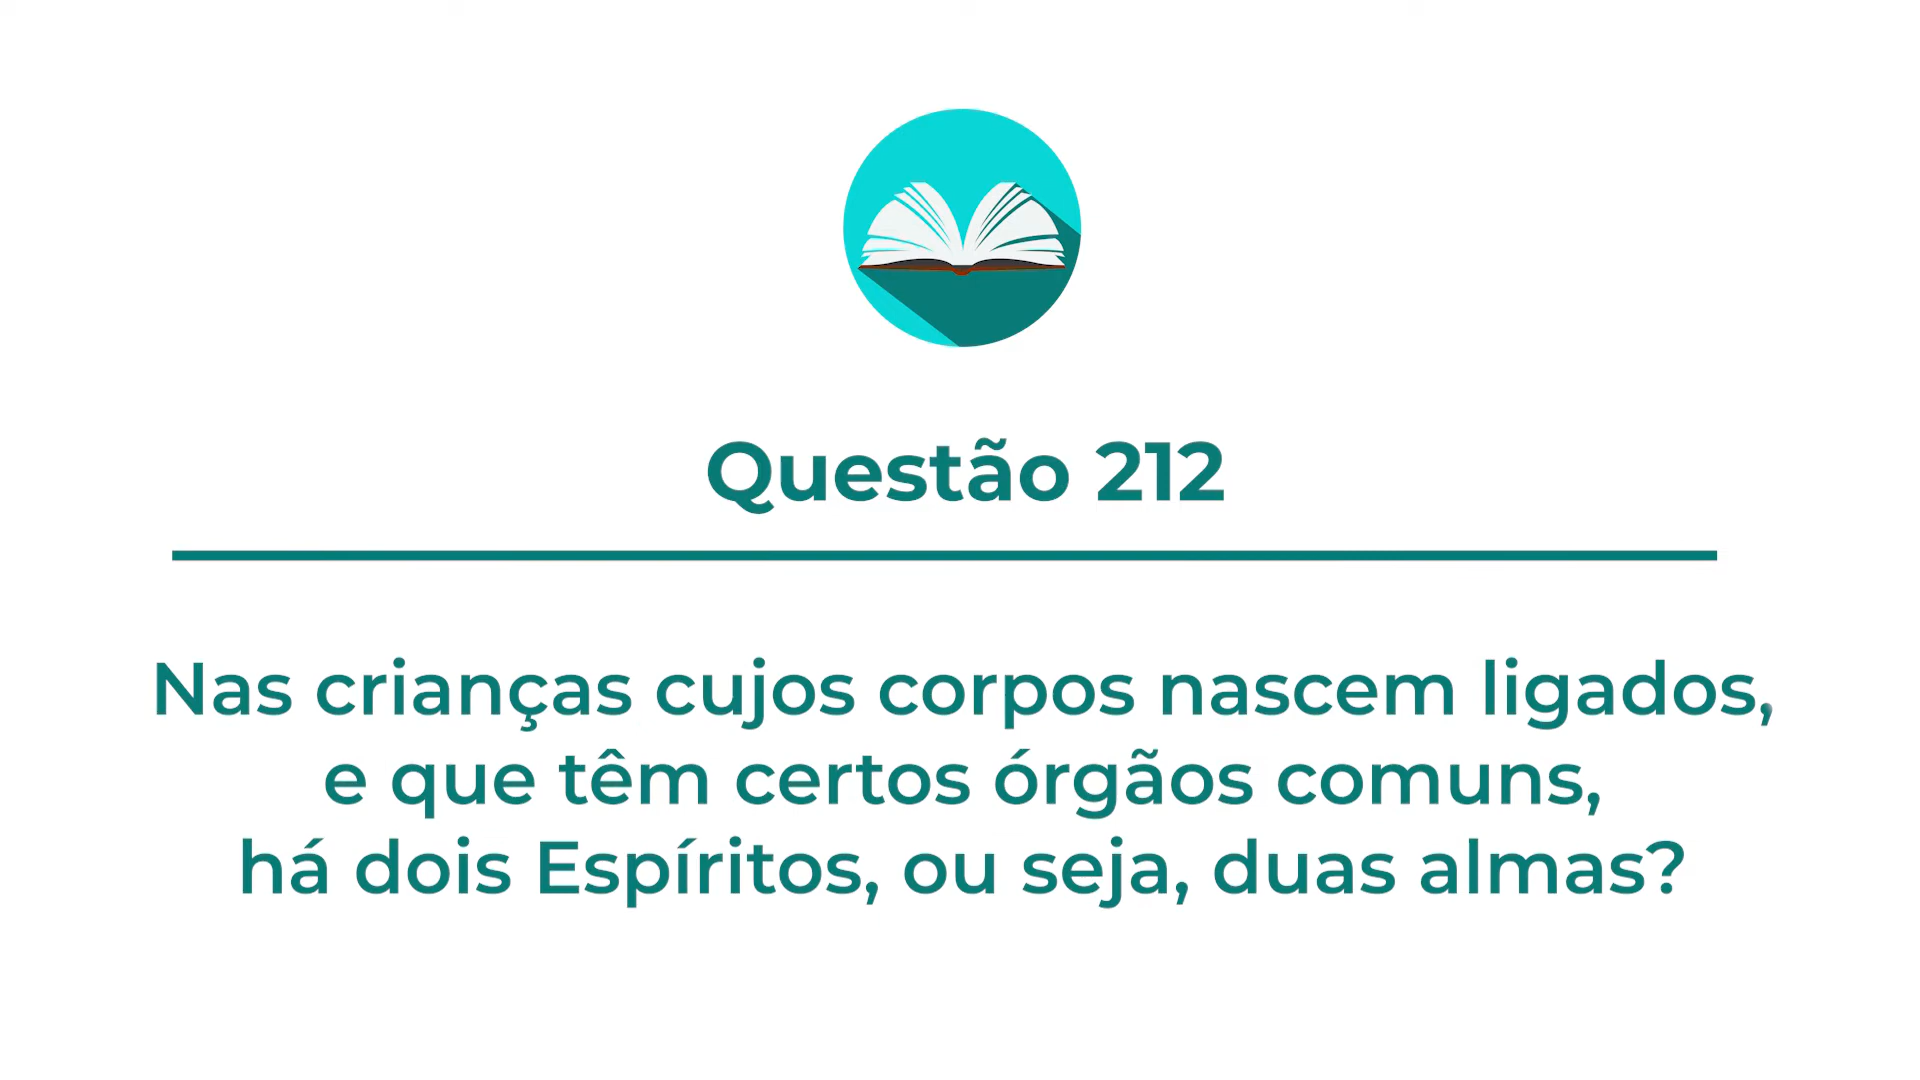 Questão 212
Nas crianças cujos corpos nascem ligados,
e que têm certos órgãos comuns,
há dois Espíritos, ou seja, duas almas?